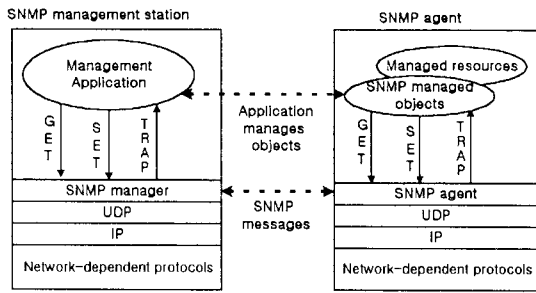 SNMP management station
Management
Application
GET
SET
TRAP
SNMP manager
UDP
IP
Network-dependent protocols
Application
manages
objects
SNMP
messages
SNMP agent
Managed resources
SNMP managed
objects
GET
SET
TRAP
SNMP agent
UDP
IP
Network-dependent protocols